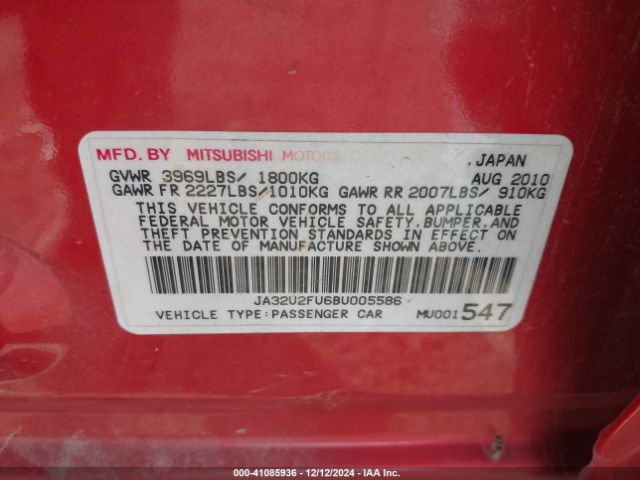 MFD. BY MITSUBISHI MOTORS , JAPAN
GVWR 3969LBS/ 1800KG AUG 2010
GAWR FR 2227LBS/1010KG GAWR RR 2007LBS/ 910KG
THIS VEHICLE CONFORMS TO ALL APPLICABLE
FEDERAL MOTOR VEHICLE SAFETY,BUMPER,AND
THEFT PREVENTION STANDARDS IN EFFECT ON
THE DATE OF MANUFACTURE SHOWN ABOVE.
JA32U2FU6BU005586
VEHICLE TYPE:PASSENGER CAR MU001 547
000-41085936 - 12/12/2024 - IAA Inc.